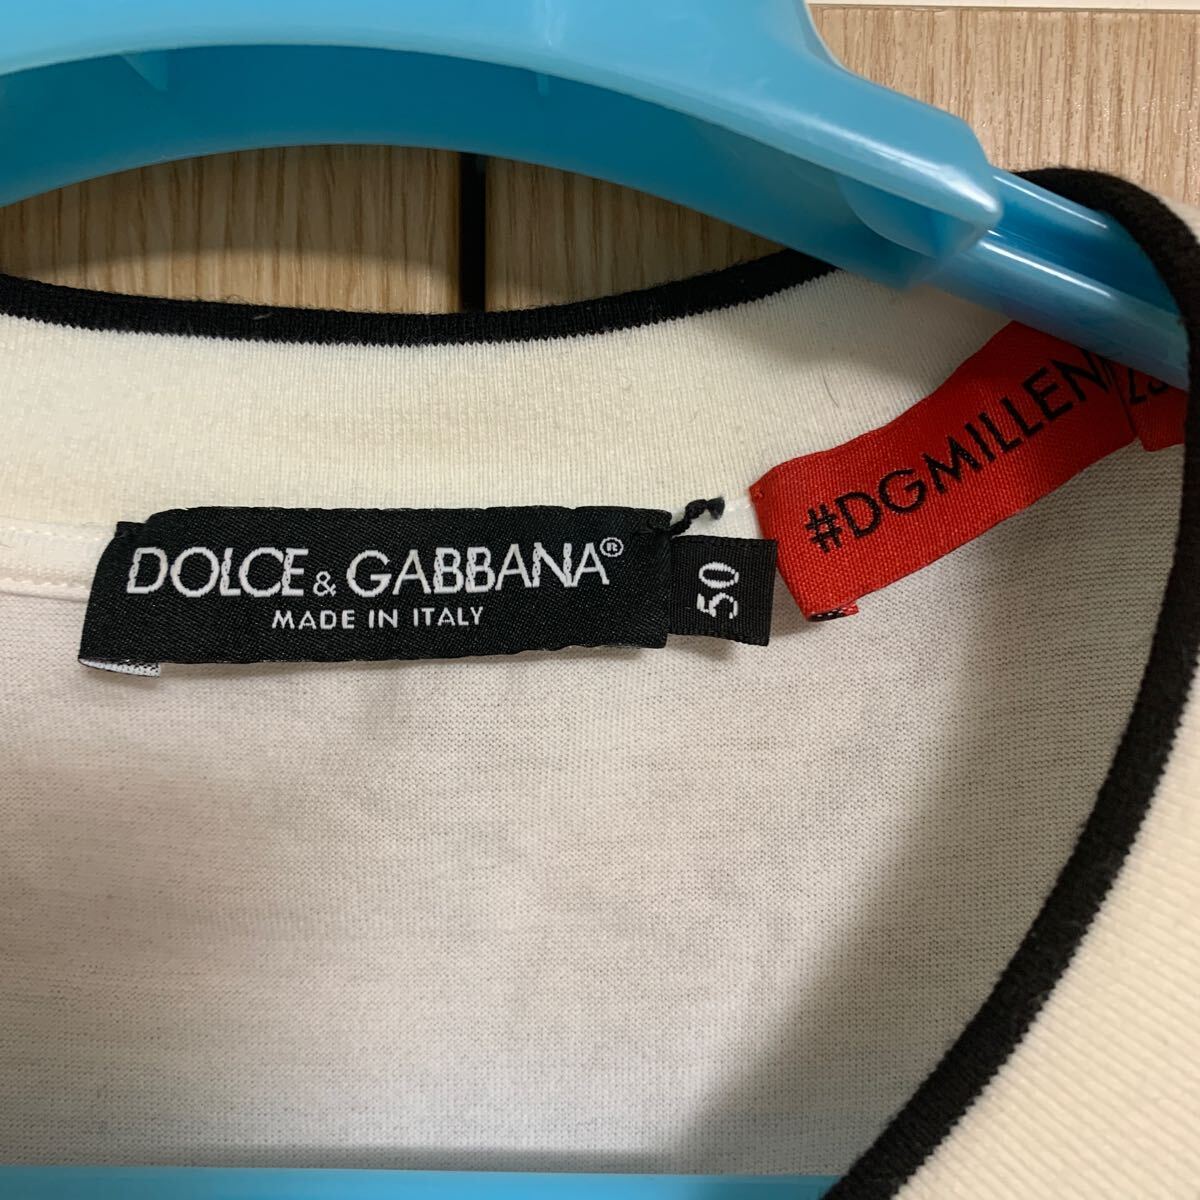 DOLCE & GABBANA®
MADE IN ITALY
50
#DGMILLEN